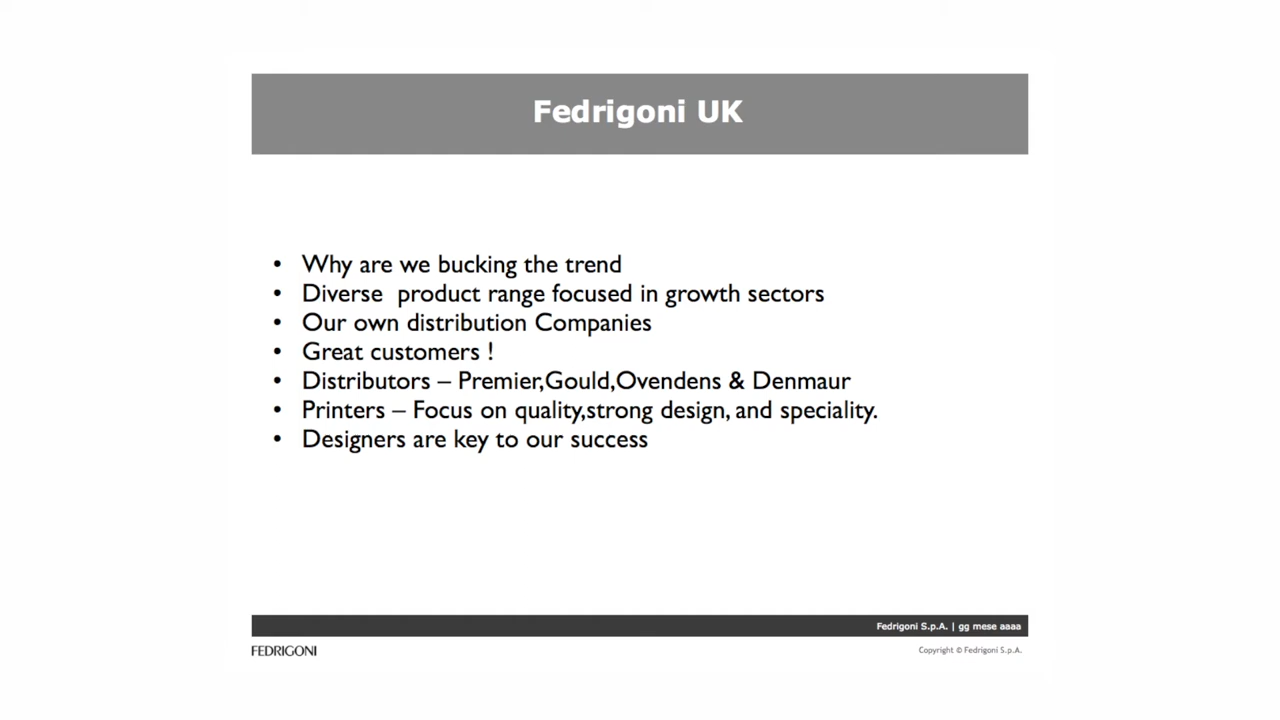 Fedrigoni UK
• Why are we bucking the trend
• Diverse  product range focused in growth sectors
• Our own distribution Companies
• Great customers !
• Distributors – Premier,Gould,Ovendens & Denmaur
• Printers – Focus on quality,strong design, and speciality.
• Designers are key to our success
Fedrigoni S.p.A. | gg mese aaaa
FEDRIGONI
Copyright © Fedrigoni S.p.A.